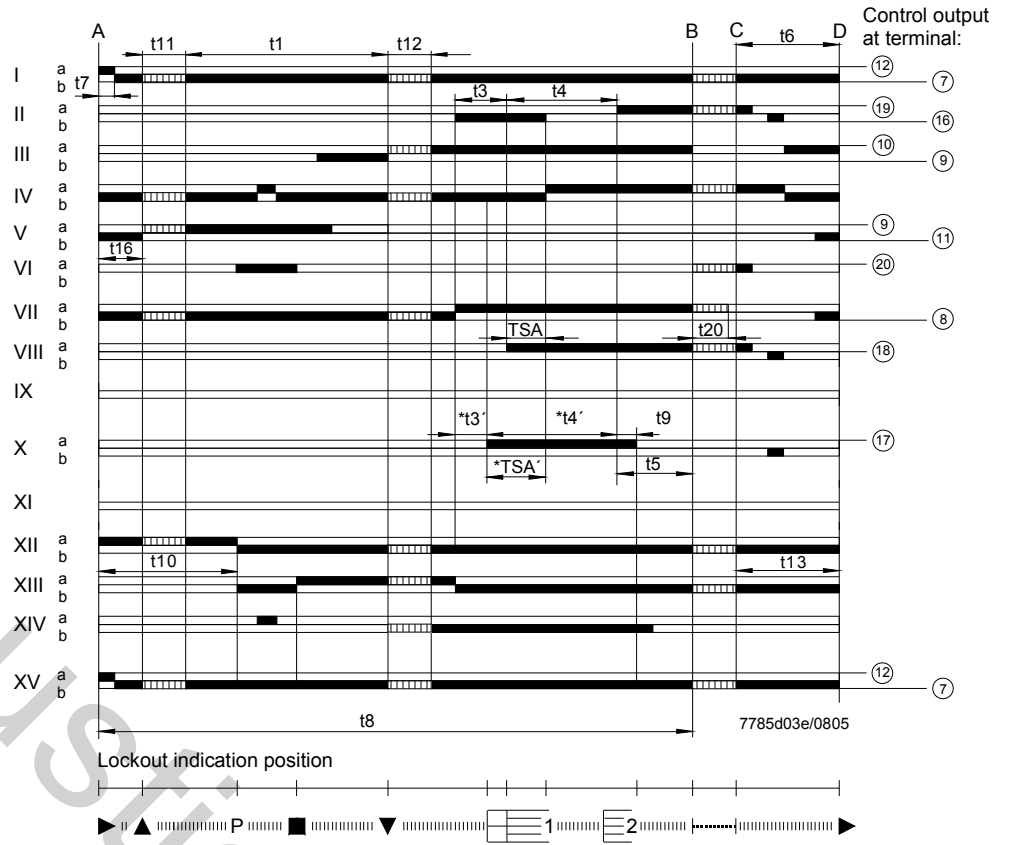 A B C D Control output
at terminal:
t11 t1 t12 t6
I a b t7 12 7
II a b t3 t4 19 16
III a b 10 9
IV a b
V a b 9 11
t16
VI a b 20
VII a b 8
TSA t20
VIII a b 18
IX
*t3´ *t4´ t9
X a b 17
*TSA´ t5
XI
XII a b
t10 t13
XIII a b
XIV a b
XV a b 12 7
t8 7785d03e/0805
Lockout indication position
P 1 2